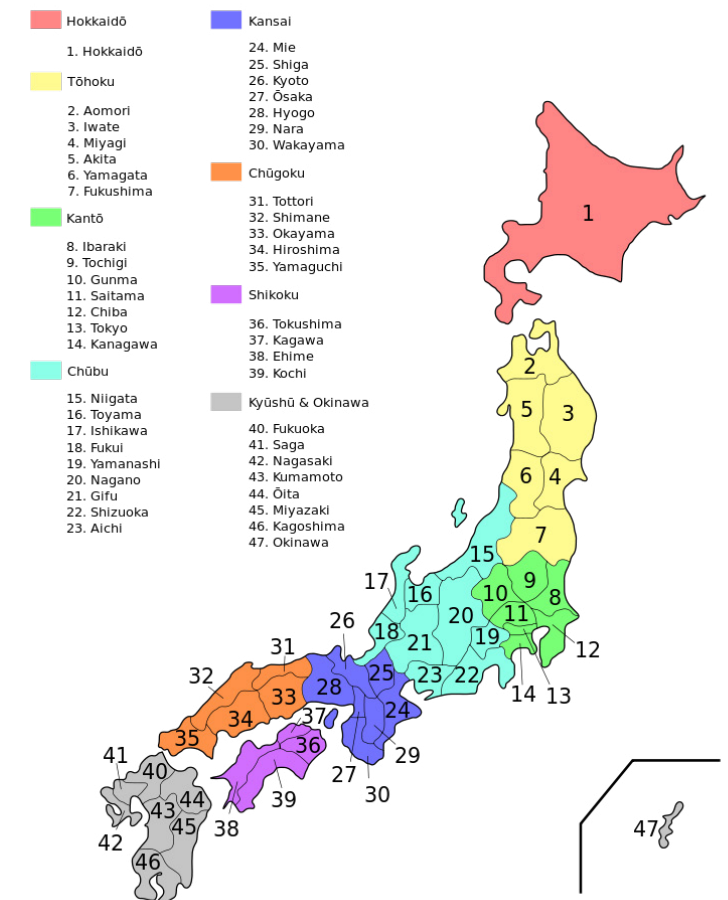 Hokkaidō
1. Hokkaidō
Tōhoku
2. Aomori
3. Iwate
4. Miyagi
5. Akita
6. Yamagata
7. Fukushima
Kantō
8. Ibaraki
9. Tochigi
10. Gunma
11. Saitama
12. Chiba
13. Tokyo
14. Kanagawa
Chūbu
15. Niigata
16. Toyama
17. Ishikawa
18. Fukui
19. Yamanashi
20. Nagano
21. Gifu
22. Shizuoka
23. Aichi
Kansai
24. Mie
25. Shiga
26. Kyoto
27. Ōsaka
28. Hyogo
29. Nara
30. Wakayama
Chūgoku
31. Tottori
32. Shimane
33. Okayama
34. Hiroshima
35. Yamaguchi
Shikoku
36. Tokushima
37. Kagawa
38. Ehime
39. Kochi
Kyūshū & Okinawa
40. Fukuoka
41. Saga
42. Nagasaki
43. Kumamoto
44. Ōita
45. Miyazaki
46. Kagoshima
47. Okinawa
1
2
5
3
6
4
7
15
17
16
10
9
8
11
20
18
26
21
19
12
31
25
14
13
32
28
23
22
33
24
34
37
35
36
29
41
40
27
30
44
43
39
45
38
42
47
46